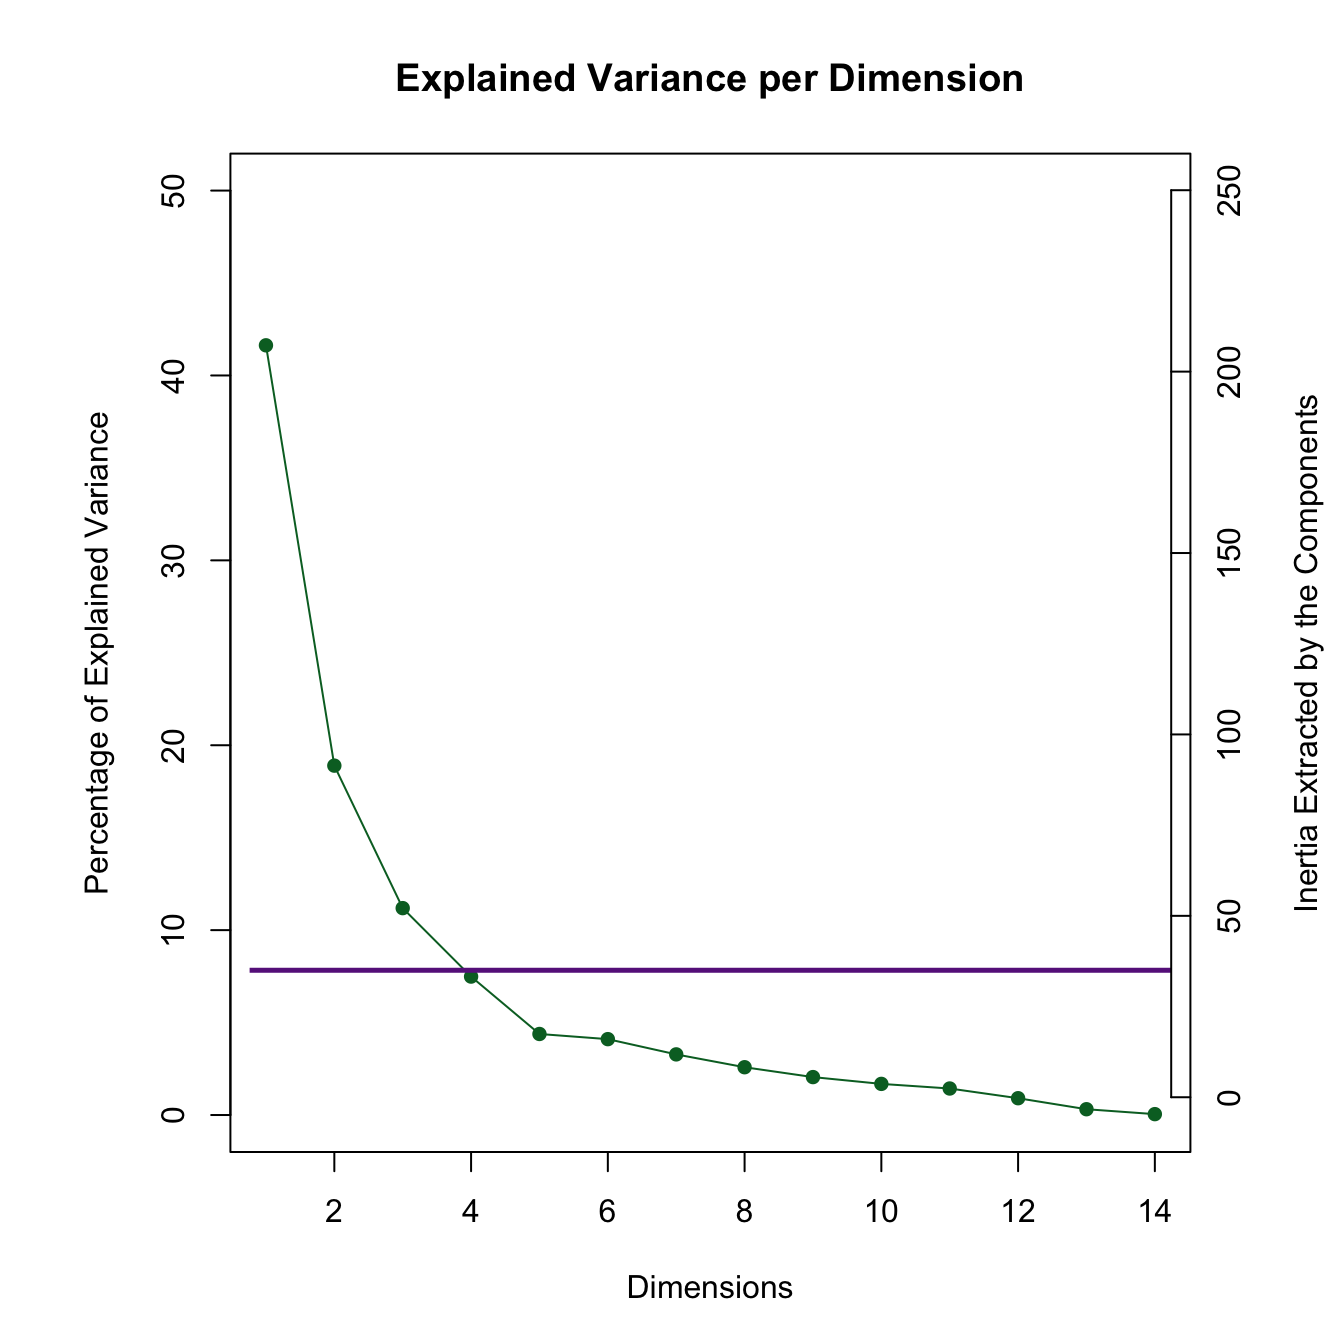 Explained Variance per Dimension
Percentage of Explained Variance
50
40
30
20
10
0
250
200
150
100
50
0
Inertia Extracted by the Components
2 4 6 8 10 12 14
Dimensions